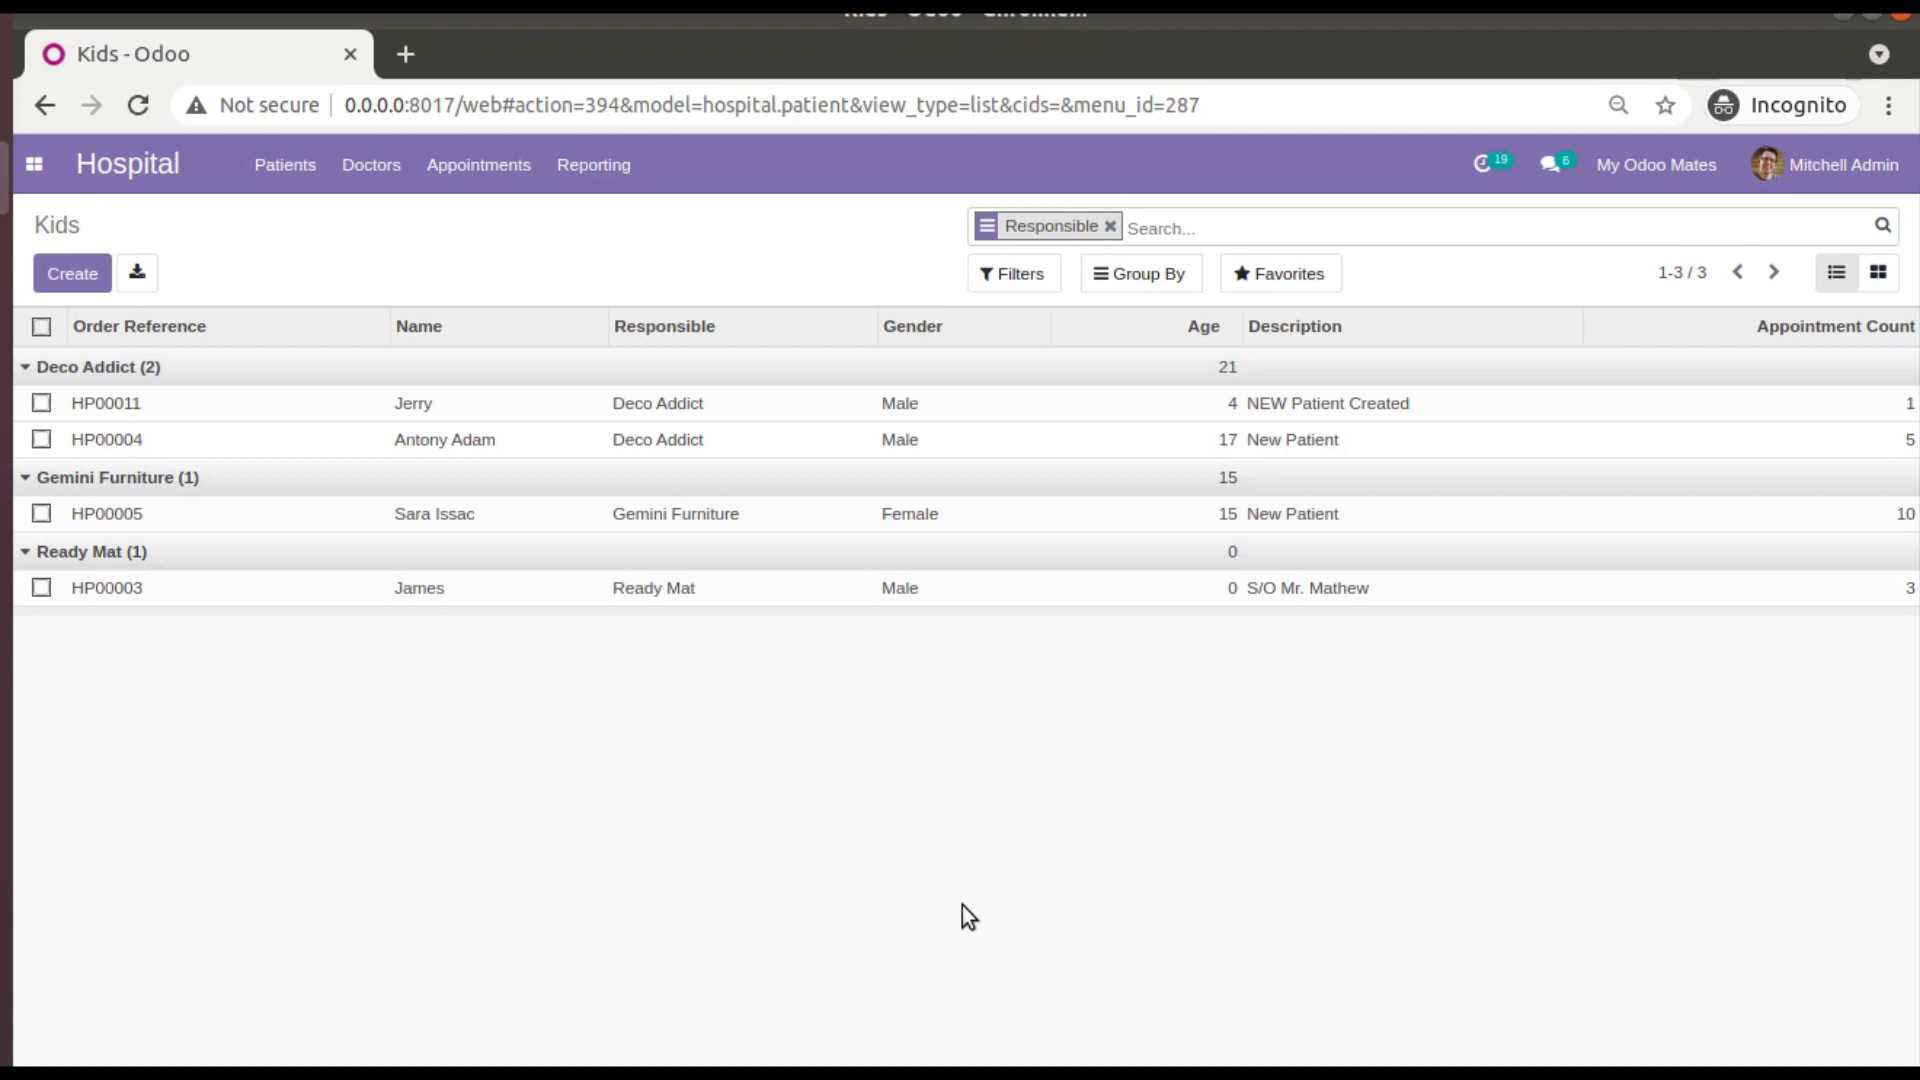 Kids - Odoo - Chromium
Kids - Odoo
Not secure 0.0.0.0:8017/web#action=394&model=hospital.patient&view_type=list&cids=&menu_id=287 Incognito
Hospital Patients Doctors Appointments Reporting 19 6 My Odoo Mates Mitchell Admin
Kids Responsible Search...
Create Filters Group By Favorites 1-3 / 3
Order Reference Name Responsible Gender Age Description Appointment Count
Deco Addict (2) 21
HP00011 Jerry Deco Addict Male 4 NEW Patient Created 1
HP00004 Antony Adam Deco Addict Male 17 New Patient 5
Gemini Furniture (1) 15
HP00005 Sara Issac Gemini Furniture Female 15 New Patient 10
Ready Mat (1) 0
HP00003 James Ready Mat Male 0 S/O Mr. Mathew 3